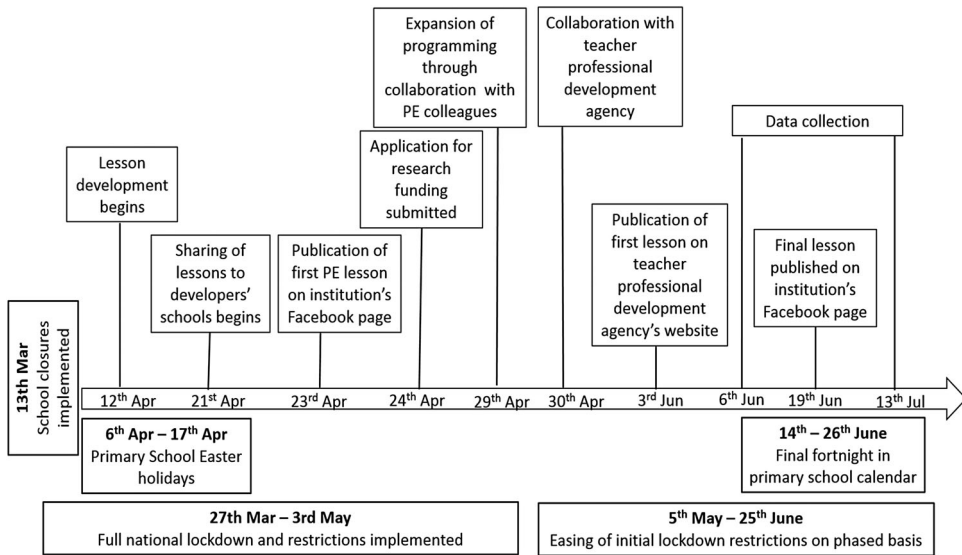 Expansion of
programming
through
collaboration with
PE colleagues
Collaboration with
teacher
professional
development
agency
Data collection
Lesson
development
begins
Application for
research
funding
submitted
Sharing of
lessons to
developers’
schools begins
Publication of
first PE lesson
on institution’s
Facebook page
Publication of
first lesson on
teacher
professional
development
agency’s website
Final lesson
published on
institution’s
Facebook page
13th Mar
School closures
implemented
12th Apr
21st Apr
23rd Apr
24th Apr
29th Apr
30th Apr
3rd Jun
6th Jun
19th Jun
13th Jul
6th Apr – 17th Apr
Primary School Easter
holidays
14th – 26th June
Final fortnight in
primary school calendar
27th Mar – 3rd May
Full national lockdown and restrictions implemented
5th May – 25th June
Easing of initial lockdown restrictions on phased basis